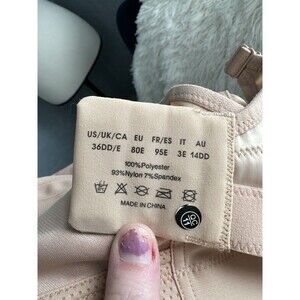 US/UK/CA EU FR/ES IT AU
36DD/E 80E 95E 3E 14DD
100%Polyester
93%Nylon 7%Spandex
MADE IN CHINA